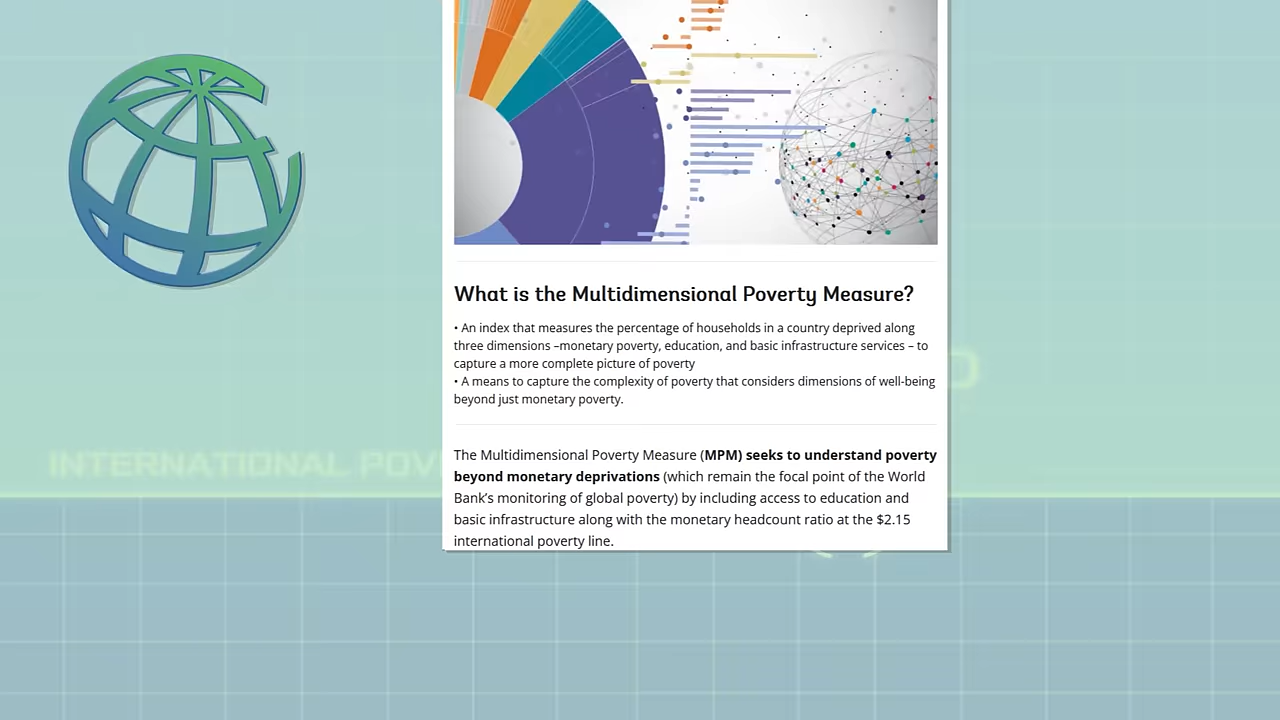 What is the Multidimensional Poverty Measure?
• An index that measures the percentage of households in a country deprived along
three dimensions –monetary poverty, education, and basic infrastructure services – to
capture a more complete picture of poverty
• A means to capture the complexity of poverty that considers dimensions of well-being
beyond just monetary poverty.
The Multidimensional Poverty Measure (MPM) seeks to understand poverty
beyond monetary deprivations (which remain the focal point of the World
Bank’s monitoring of global poverty) by including access to education and
basic infrastructure along with the monetary headcount ratio at the $2.15
international poverty line.
INTERNATIONAL